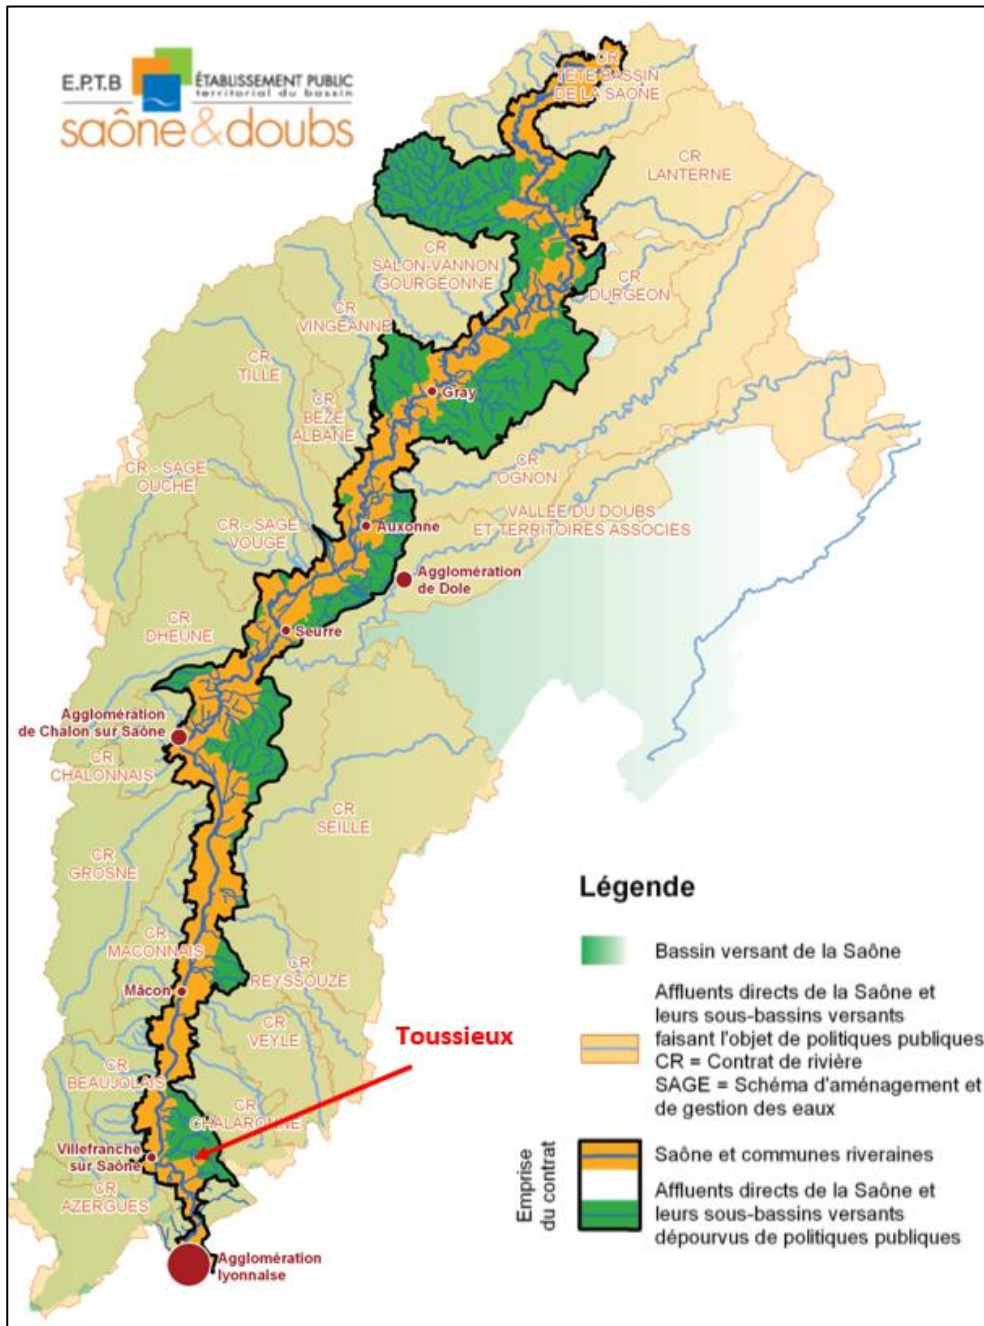 E.P.T.B
ÉTABLISSEMENT PUBLIC
territorial du bassin
saône&doubs
CR
TETE BASSIN
DE LA SAONE
CR
LANTERNE
CR
SALON-VANNON
GOURGEONNE
CR
DURGEON
CR
VINGEANNE
CR
TILLE
CR
BEZE
ALBANE
Gray
CR - SAGE
OUCHE
CR
OGNON
CR - SAGE
VOUGE
Auxonne
VALLEE DU DOUBS
ET TERRITOIRES ASSOCIES
Agglomération
de Dole
CR
DHEUNE
Seurre
Agglomération
de Chalon sur Saône
CR
CHALONNAIS
CR
SEILLE
CR
GROSNE
CR
MACONNAIS
CR
REYSSOUZE
Mâcon
CR
VEYLE
Toussieux
CR
BEAUJOLAIS
CR
CHALARONNE
Villefranche
sur Saône
CR
AZERGUES
Agglomération
lyonnaise
Légende
Bassin versant de la Saône
Affluents directs de la Saône et
leurs sous-bassins versants
faisant l'objet de politiques publiques
CR = Contrat de rivière
SAGE = Schéma d'aménagement et
de gestion des eaux
Emprise
du contrat
Saône et communes riveraines
Affluents directs de la Saône et
leurs sous-bassins versants
dépourvus de politiques publiques